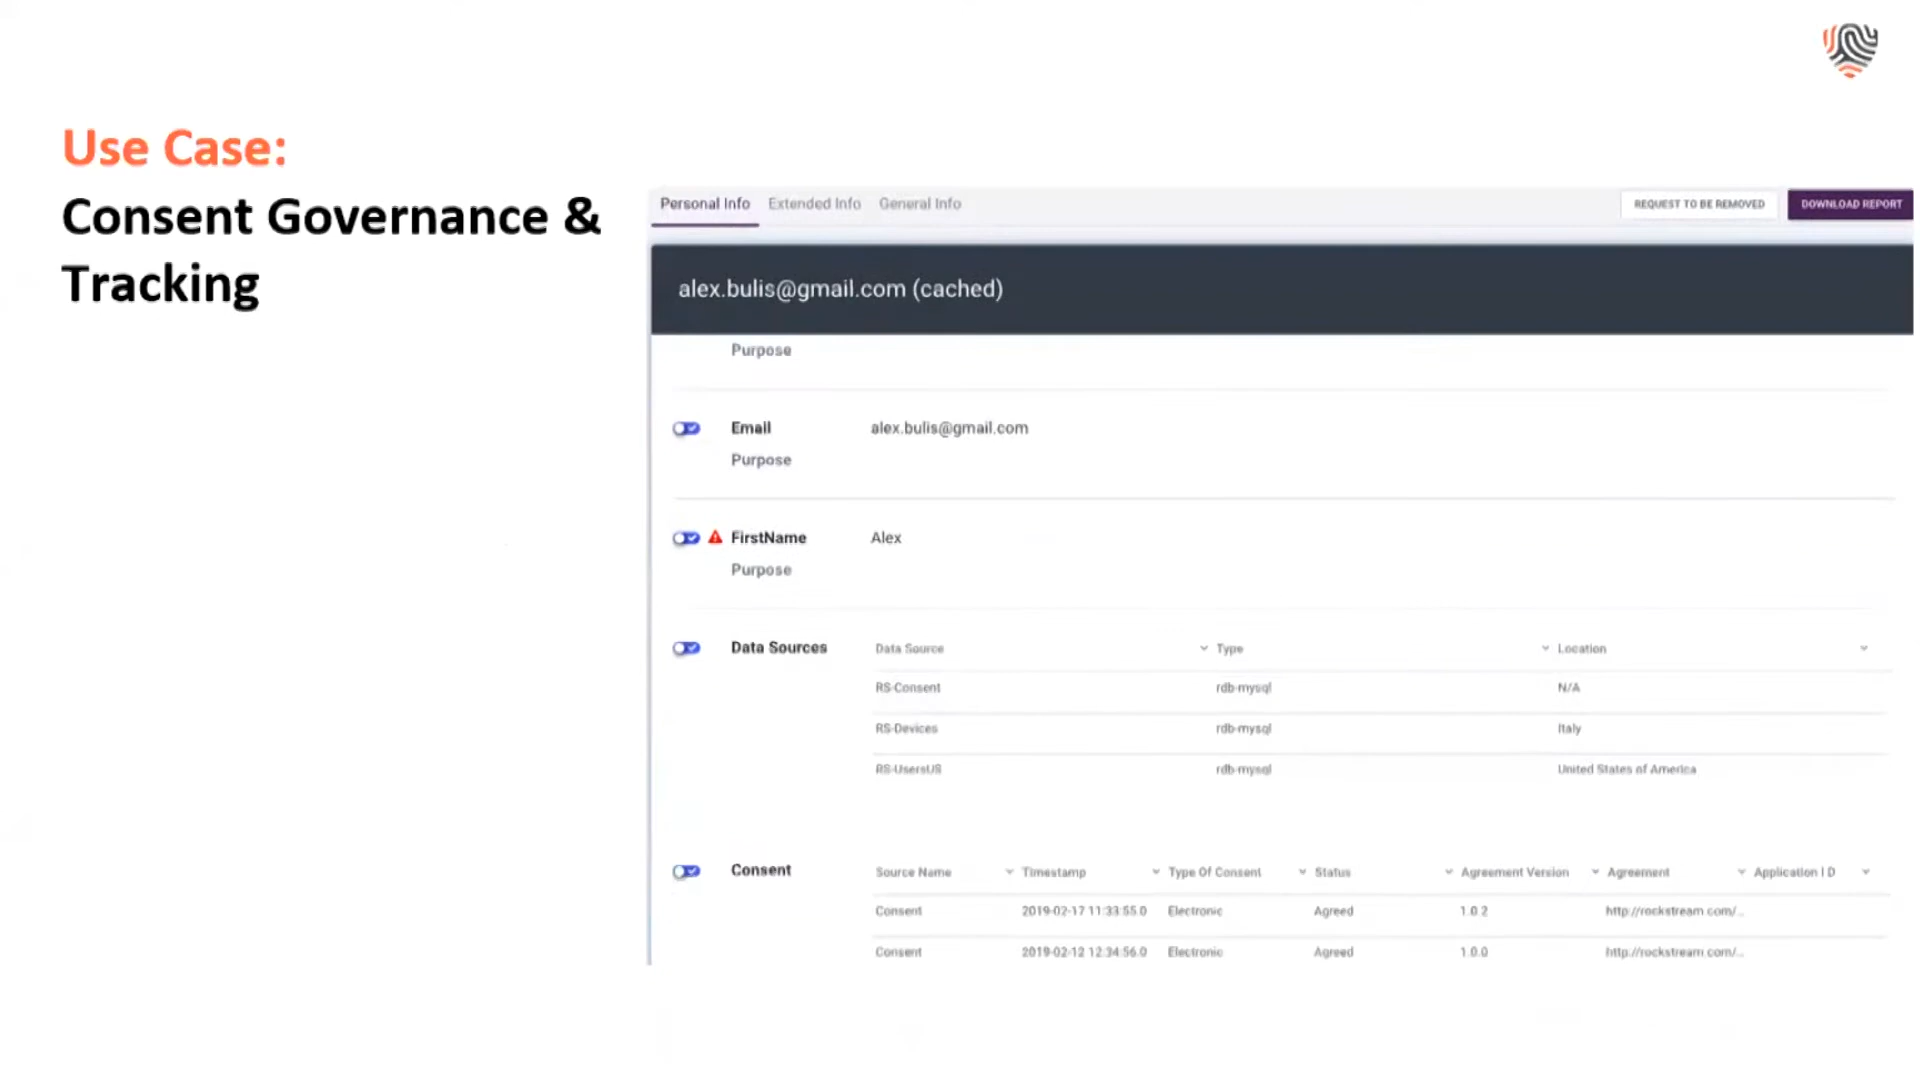 Use Case:
Consent Governance &
Tracking
Personal Info Extended Info General Info REQUEST TO BE REMOVED DOWNLOAD REPORT
alex.bulis@gmail.com (cached)
Purpose
Email alex.bulis@gmail.com
Purpose
FirstName Alex
Purpose
Data Sources Data Source Type Location
RS-Consent rdb-mysql N/A
RS-Devices rdb-mysql Italy
RS-UsersUS rdb-mysql United States of America
Consent Source Name Timestamp Type Of Consent Status Agreement Version Agreement Application I D
Consent 2019-02-17 11:33:55.0 Electronic Agreed 1.0.2 http://rockstream.com/...
Consent 2019-02-12 12:34:56.0 Electronic Agreed 1.0.0 http://rockstream.com/...